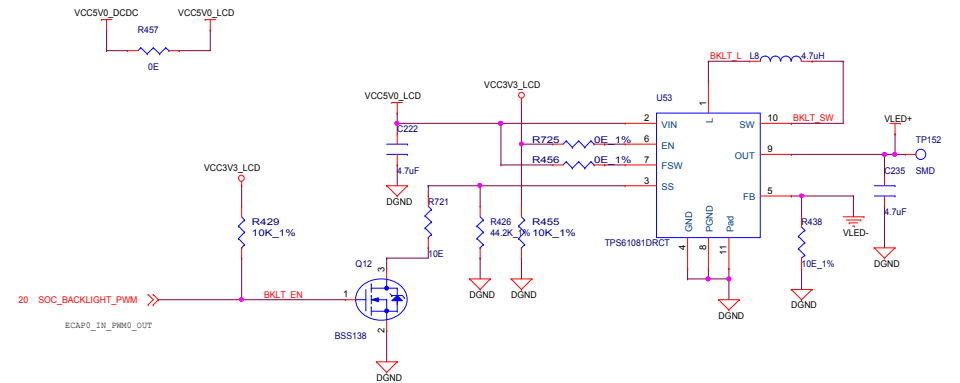 VCC5V0_DCDC VCC5V0_LCD
R457
0E
BKLT_L L8 4.7uH
VCC3V3_LCD
VCC5V0_LCD
U53
1
L
C222
2 VIN SW 10 BKLT_SW
VLED+
R725 0E_1% 6 EN
TP152
4.7uF
R456 0E_1% 7 FSW OUT 9
SMD
VCC3V3_LCD
3 SS
C235
DGND
R721
FB 5
4.7uF
R429
10K_1%
R426 R455
44.2K_1% 10K_1%
GND PGND Pad
R438
VLED-
TPS61081DRCT
4 8 11
10E
10E_1%
DGND
Q12
3
DGND DGND
DGND
DGND
20 SOC_BACKLIGHT_PWM BKLT_EN 1
ECAP0_IN_PWM0_OUT
2
BSS138
DGND